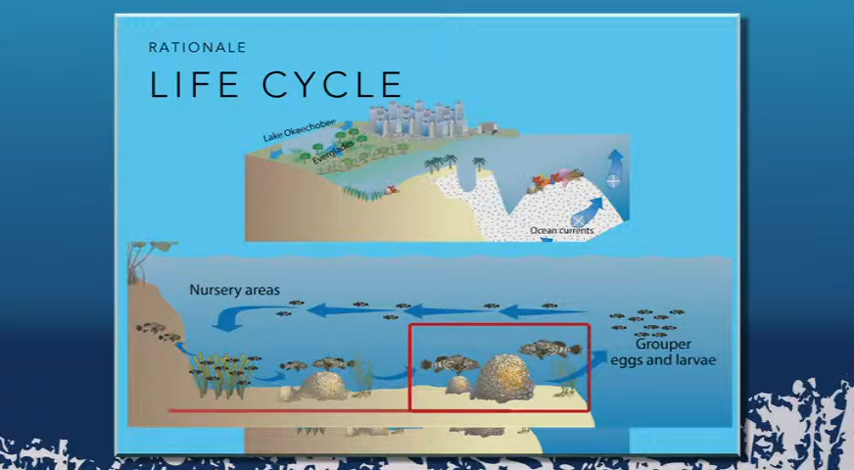 RATIONALE
LIFE CYCLE
Lake Okeechobee
Everglades
Ocean currents
Nursery areas
Grouper
eggs and larvae